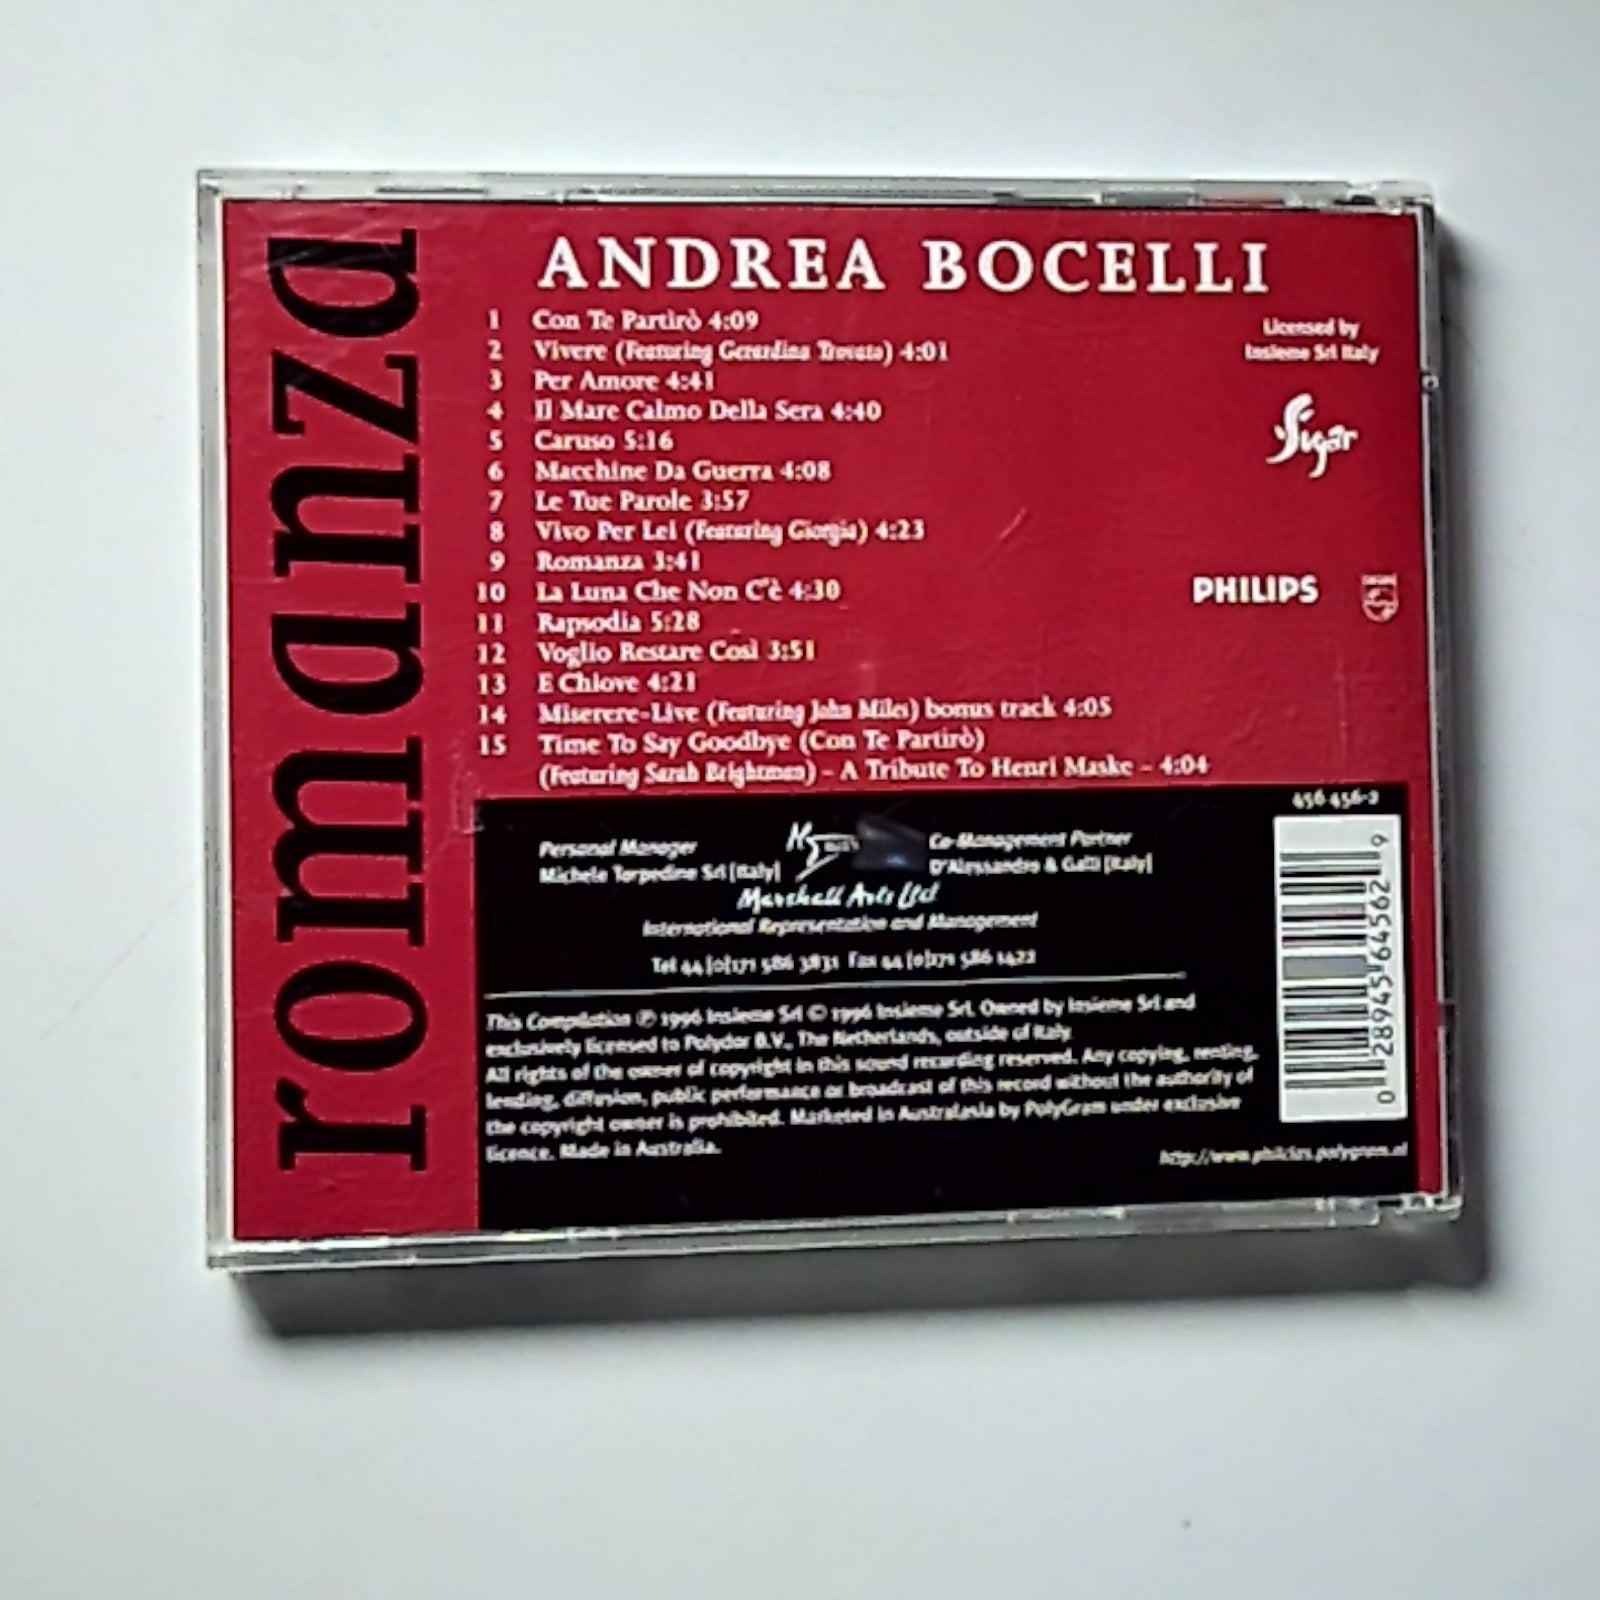 romanza
ANDREA BOCELLI
1 Con Te Partirò 4:09
2 Vivere (Featuring Gerardina Trovato) 4:01
3 Per Amore 4:41
4 Il Mare Calmo Della Sera 4:40
5 Caruso 5:16
6 Macchine Da Guerra 4:08
7 Le Tue Parole 3:57
8 Vivo Per Lei (Featuring Giorgia) 4:23
9 Romanza 3:41
10 La Luna Che Non C'è 4:30
11 Rapsodia 5:28
12 Voglio Restare Così 3:51
13 E Chiove 4:21
14 Miserere-Live (Featuring John Miles) bonus track 4:05
15 Time To Say Goodbye (Con Te Partirò)
(Featuring Sarah Brightman) - A Tribute To Henri Maske - 4:04
Licensed by
Insieme Srl Italy
Sugar
PHILIPS
456 456-2
Personal Manager
Michele Torpedine Srl [Italy]
Co-Management Partner
D'Alessandro & Galli [Italy]
Marshall Arts Ltd
International Representation and Management
Tel 44 [0]171 586 3831 Fax 44 [0]171 586 1422
This Compilation ℗ 1996 Insieme Srl © 1996 Insieme Srl. Owned by Insieme Srl and
exclusively licensed to Polydor B.V., The Netherlands, outside of Italy.
All rights of the owner of copyright in this sound recording reserved. Any copying, renting,
lending, diffusion, public performance or broadcast of this record without the authority of
the copyright owner is prohibited. Marketed in Australasia by PolyGram under exclusive
licence. Made in Australia.
0 28945 64562 9
http://www.philclas.polygram.nl